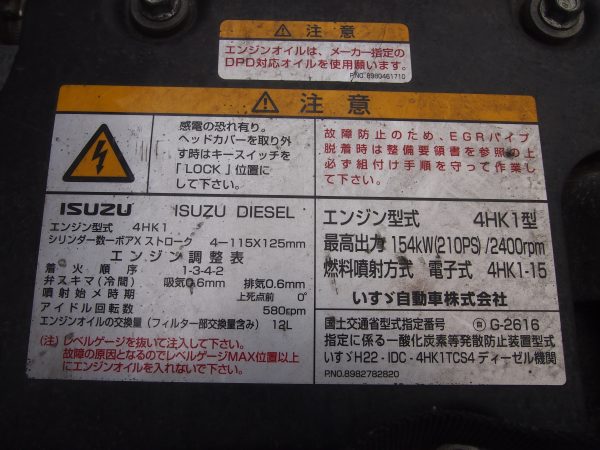 ⚠ 注意
エンジンオイルは、メーカー指定の
DPD対応オイルを使用願います。
P.NO.8980461710
⚠ 注意
感電の恐れ有り。
ヘッドカバーを取り外
す時はキースイッチを
「LOCK」位置に
して下さい。
故障防止のため、EGRパイプ
脱着時は整備要領書を参照の上
必ず組付け手順を守って作業し
て下さい。
ISUZU ISUZU DIESEL
エンジン型式 4HK1
シリンダー数ーボアXストローク 4ー115X125mm
エンジン調整表
着火順序 1-3-4-2
弁スキマ(冷間) 吸気0.6mm 排気0.6mm
噴射始メ時期 上死点前 0°
アイドル回転数 580rpm
エンジンオイルの交換量(フィルター部交換含み) 12L
(注)レベルゲージを抜いて注入して下さい。
故障の原因となるのでレベルゲージMAX位置以上
にエンジンオイルを入れないで下さい。
エンジン型式 4HK1型
最高出力 154kW(210PS)/2400rpm
燃料噴射方式 電子式 4HK1-15
いすゞ自動車株式会社
国土交通省型式指定番号 G-2616
指定に係る一酸化炭素等発散防止装置型式
いすゞH22-IDC-4HK1TCS4ディーゼル機関
P.NO.8982782820